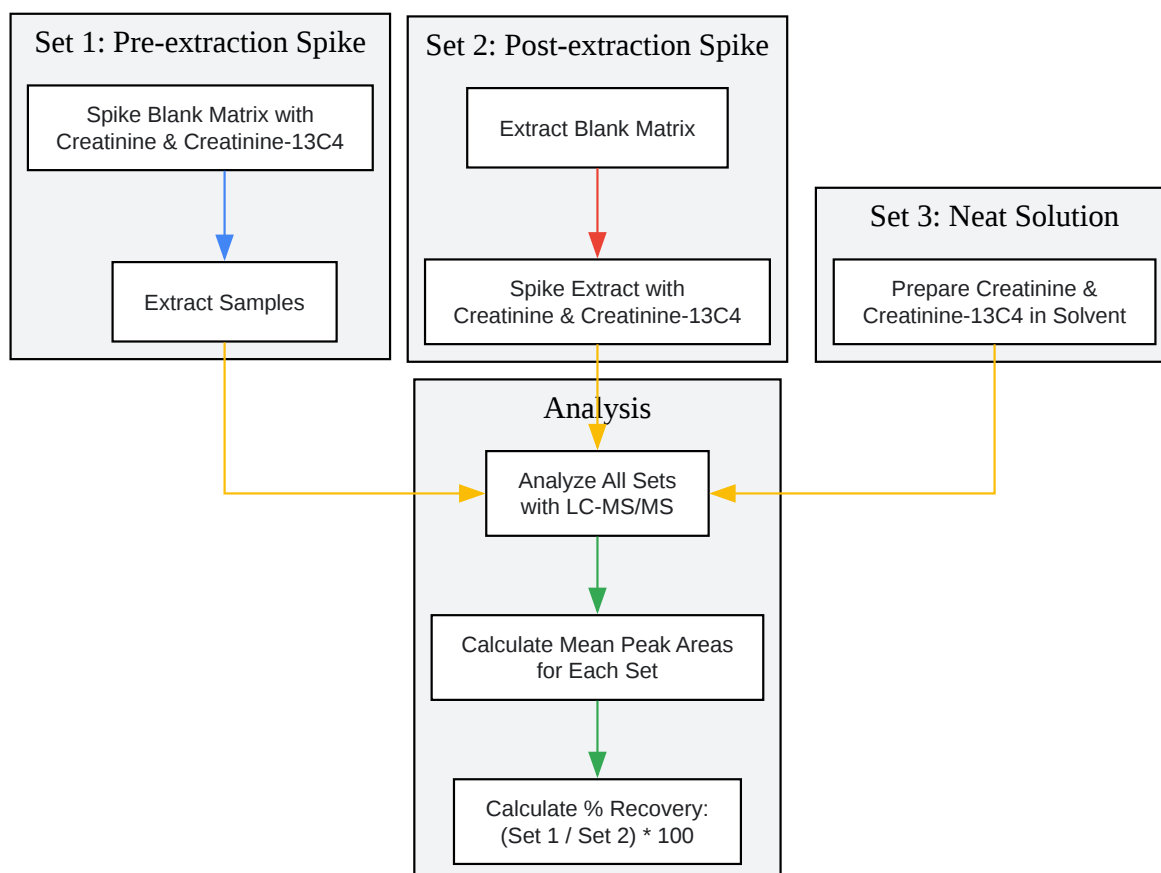 Set 1: Pre-extraction Spike
Spike Blank Matrix with
Creatinine & Creatinine-13C4
Extract Samples
Set 2: Post-extraction Spike
Extract Blank Matrix
Spike Extract with
Creatinine & Creatinine-13C4
Set 3: Neat Solution
Prepare Creatinine &
Creatinine-13C4 in Solvent
Analysis
Analyze All Sets
with LC-MS/MS
Calculate Mean Peak Areas
for Each Set
Calculate % Recovery:
(Set 1 / Set 2) * 100